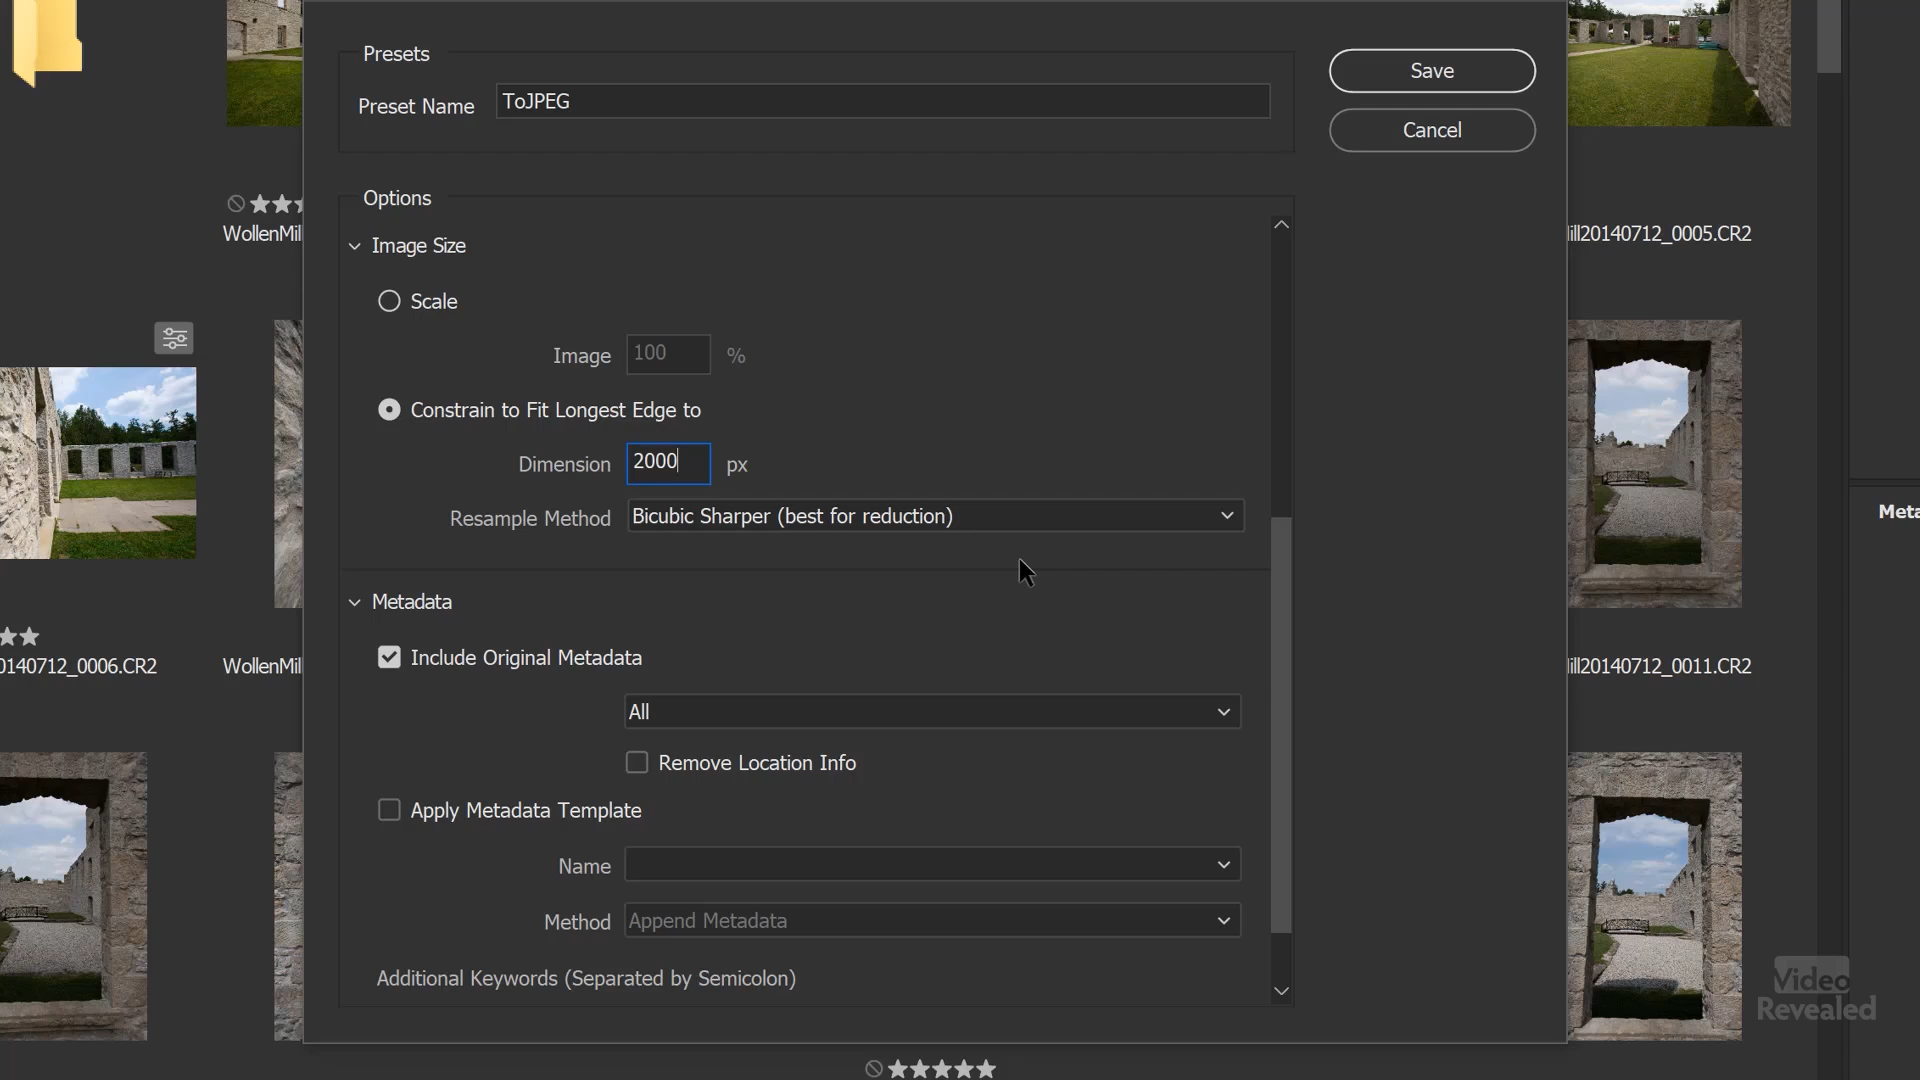 Presets
Preset Name ToJPEG
Save
Cancel
Options
Image Size
Scale
Image 100 %
Constrain to Fit Longest Edge to
Dimension 2000 px
Resample Method Bicubic Sharper (best for reduction)
Metadata
Include Original Metadata
All
Remove Location Info
Apply Metadata Template
Name
Method Append Metadata
Additional Keywords (Separated by Semicolon)
WollenMil
ill20140712_0005.CR2
Meta
0140712_0006.CR2
WollenMil
ill20140712_0011.CR2
Video
Revealed